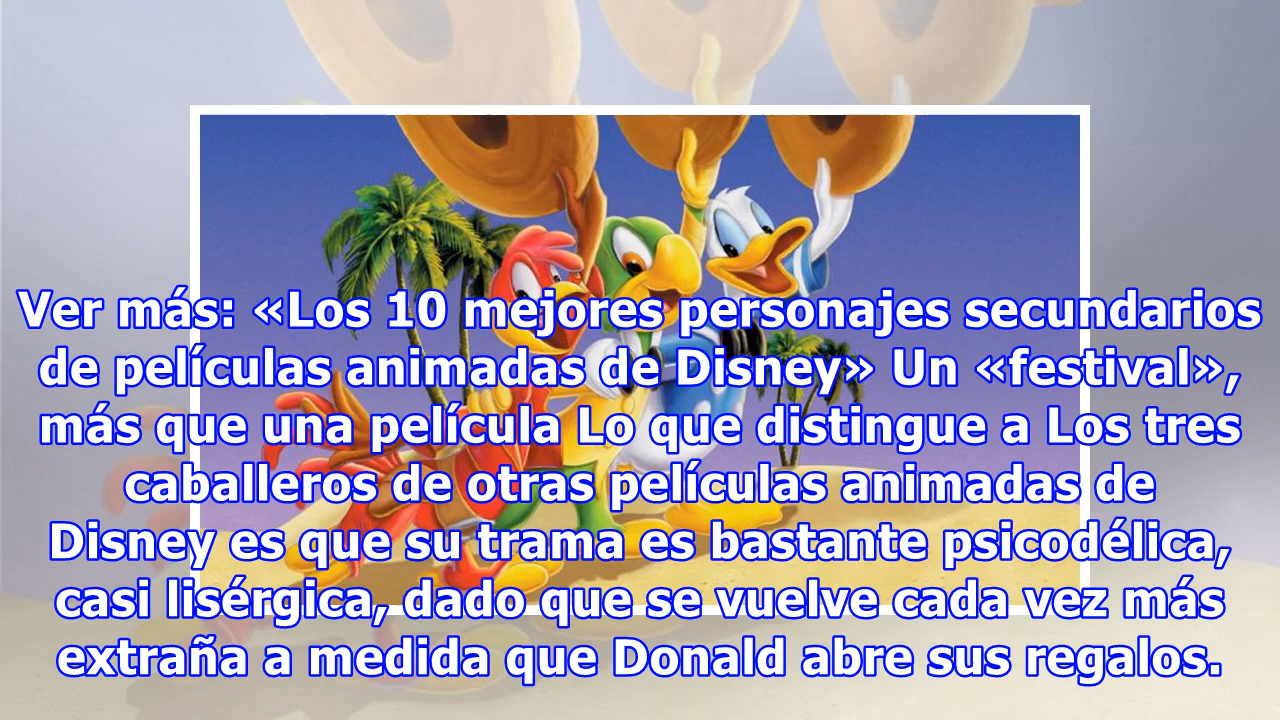 Ver más: «Los 10 mejores personajes secundarios
de películas animadas de Disney» Un «festival»,
más que una película Lo que distingue a Los tres
caballeros de otras películas animadas de
Disney es que su trama es bastante psicodélica,
casi lisérgica, dado que se vuelve cada vez más
extraña a medida que Donald abre sus regalos.